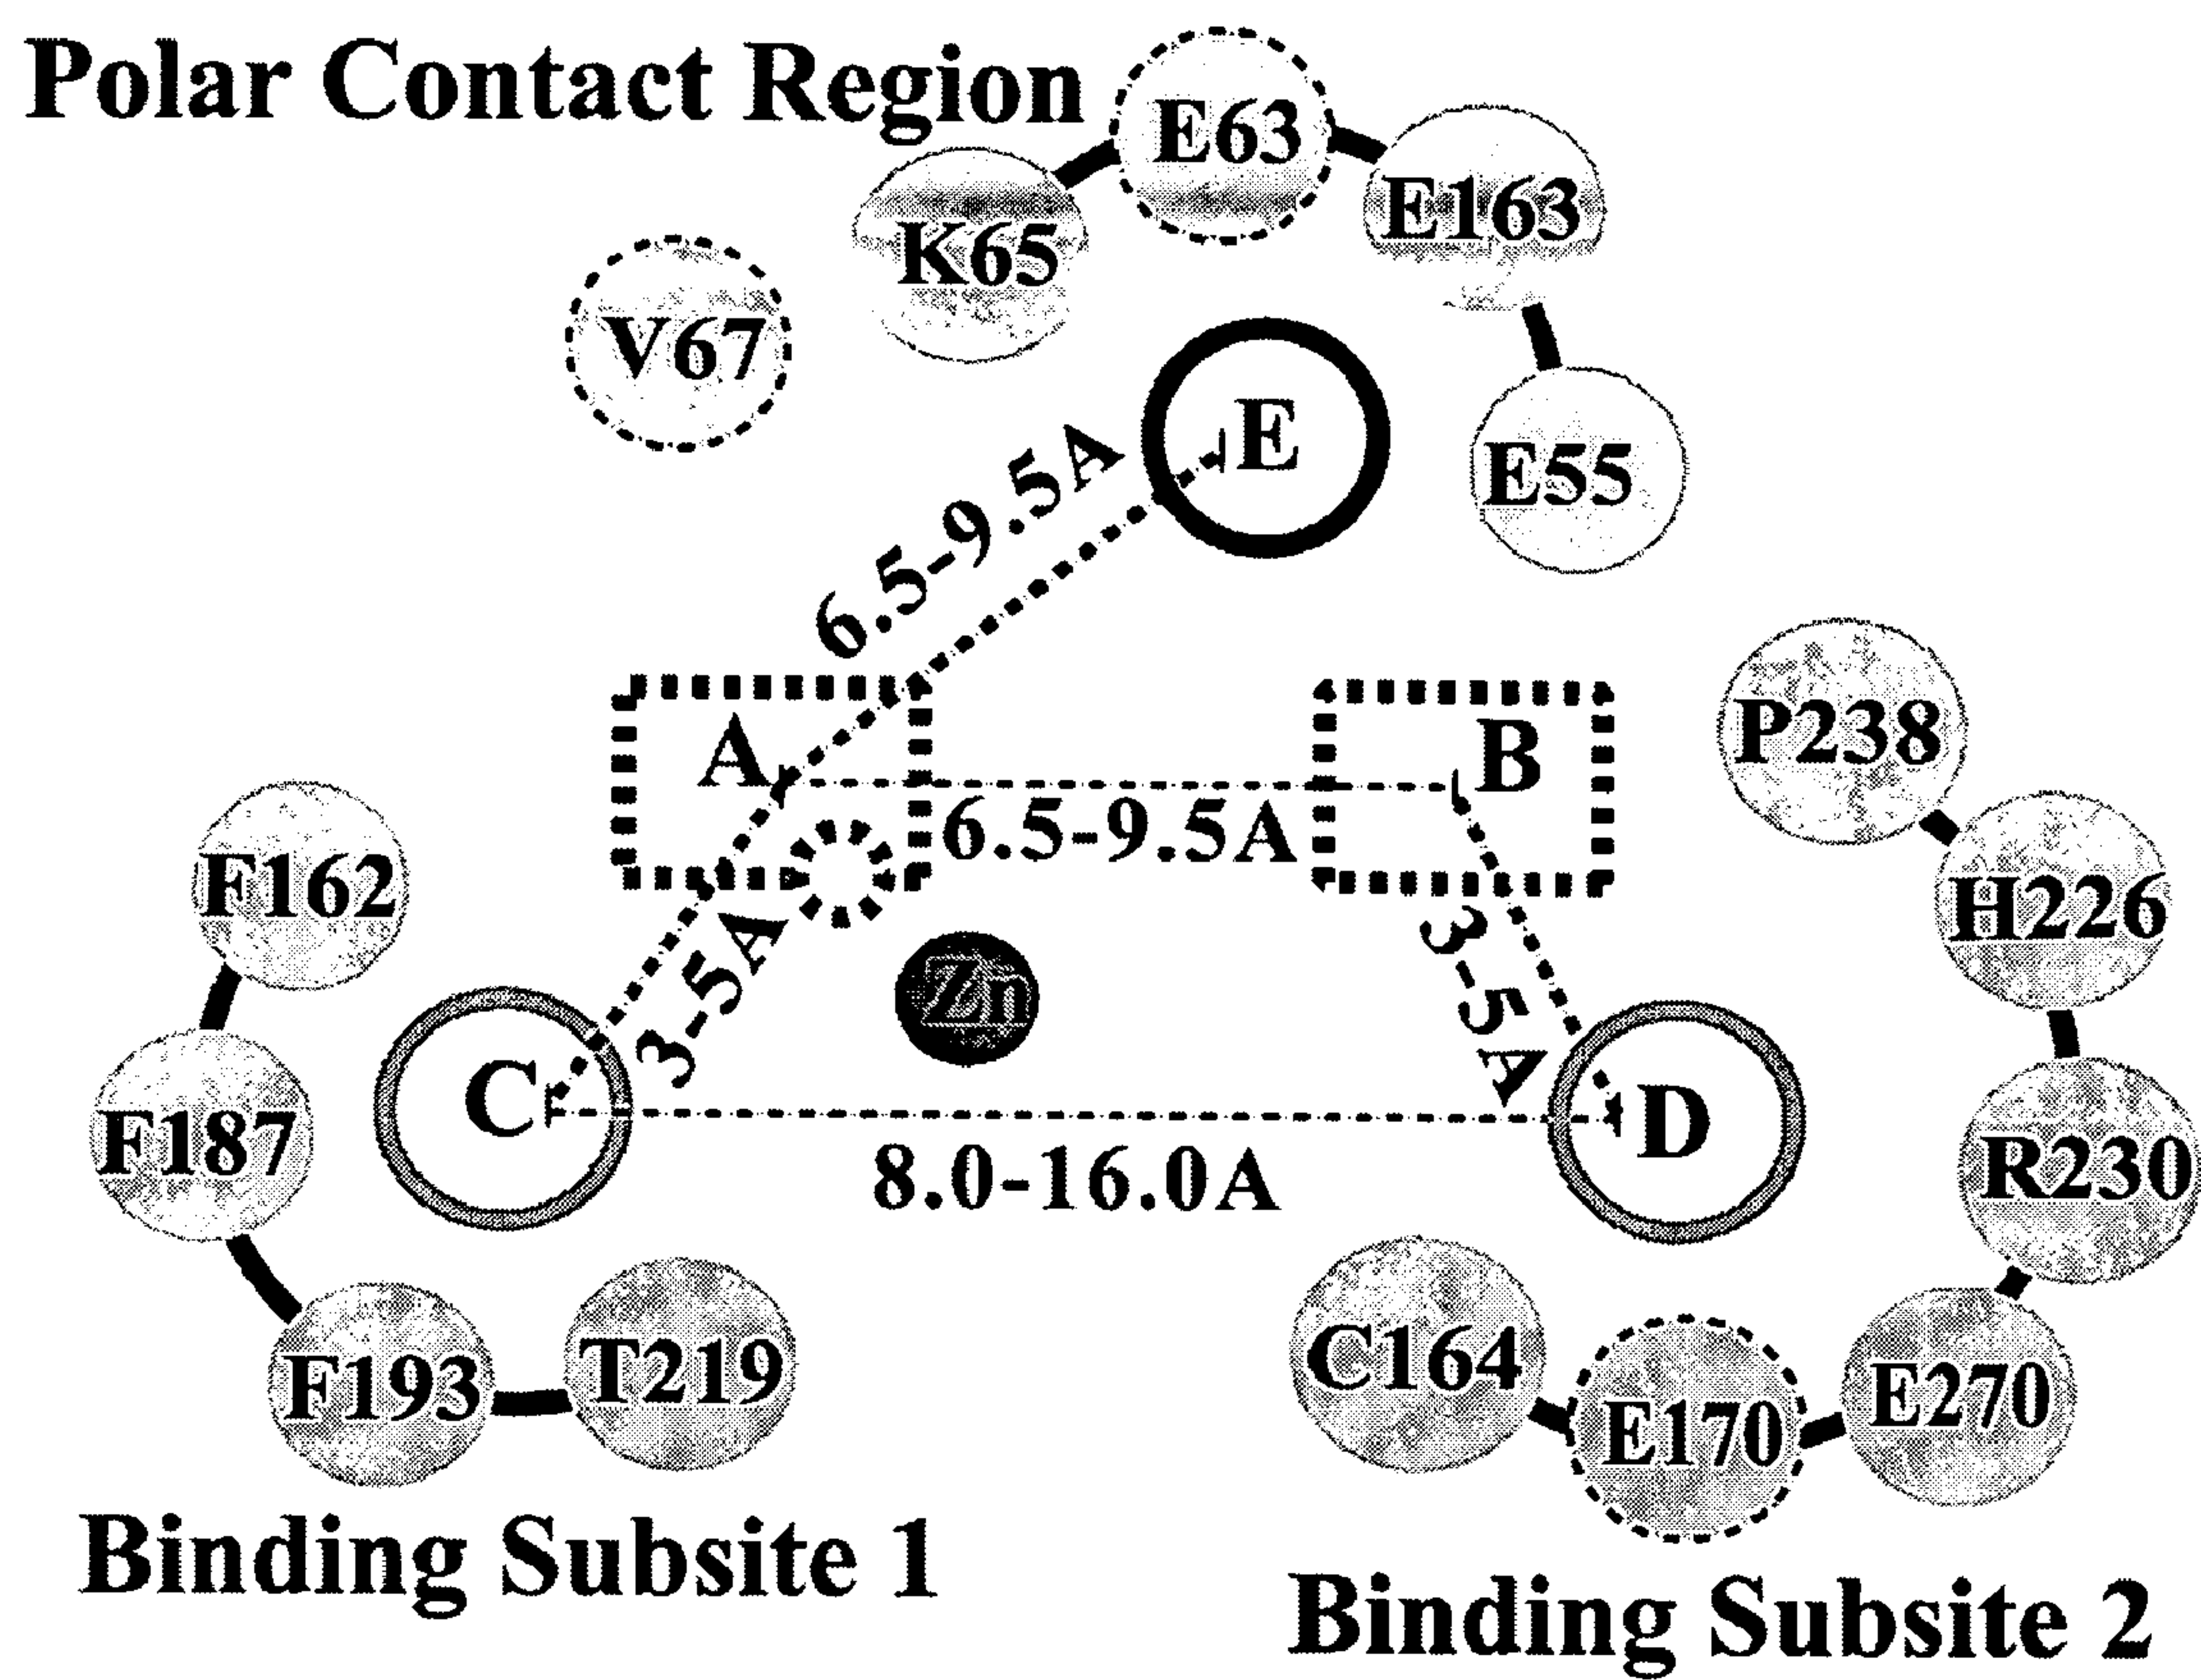 Polar Contact Region
E63
E163
K65
V67
E
E55
6.5-9.5A
A
B
P238
6.5-9.5A
F162
H226
3-5A
3-5A
Zn
C
D
F187
R230
8.0-16.0A
F193
T219
C164
E170
E270
Binding Subsite 1
Binding Subsite 2